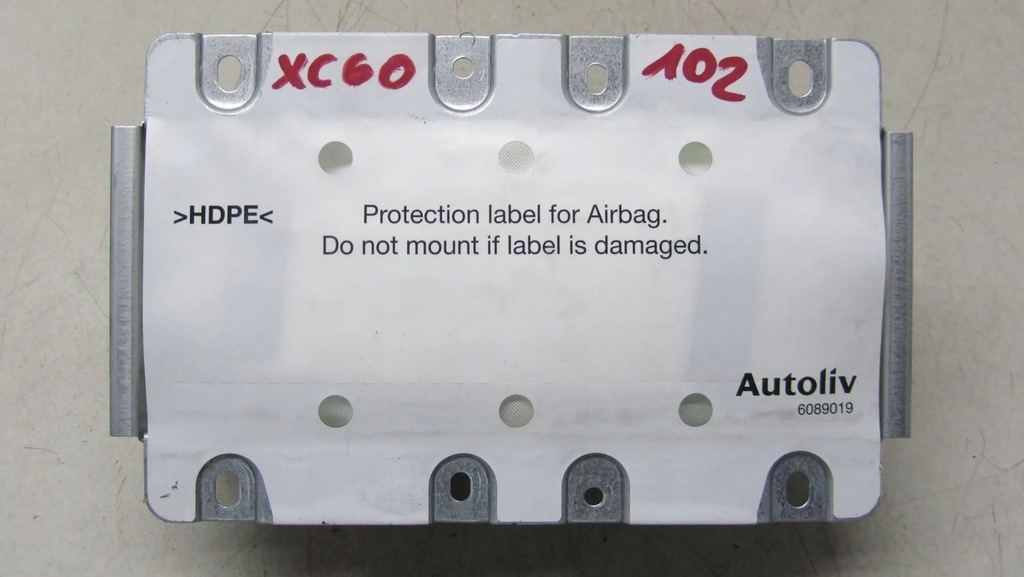 XC60 102
>HDPE<
Protection label for Airbag.
Do not mount if label is damaged.
Autoliv
6089019